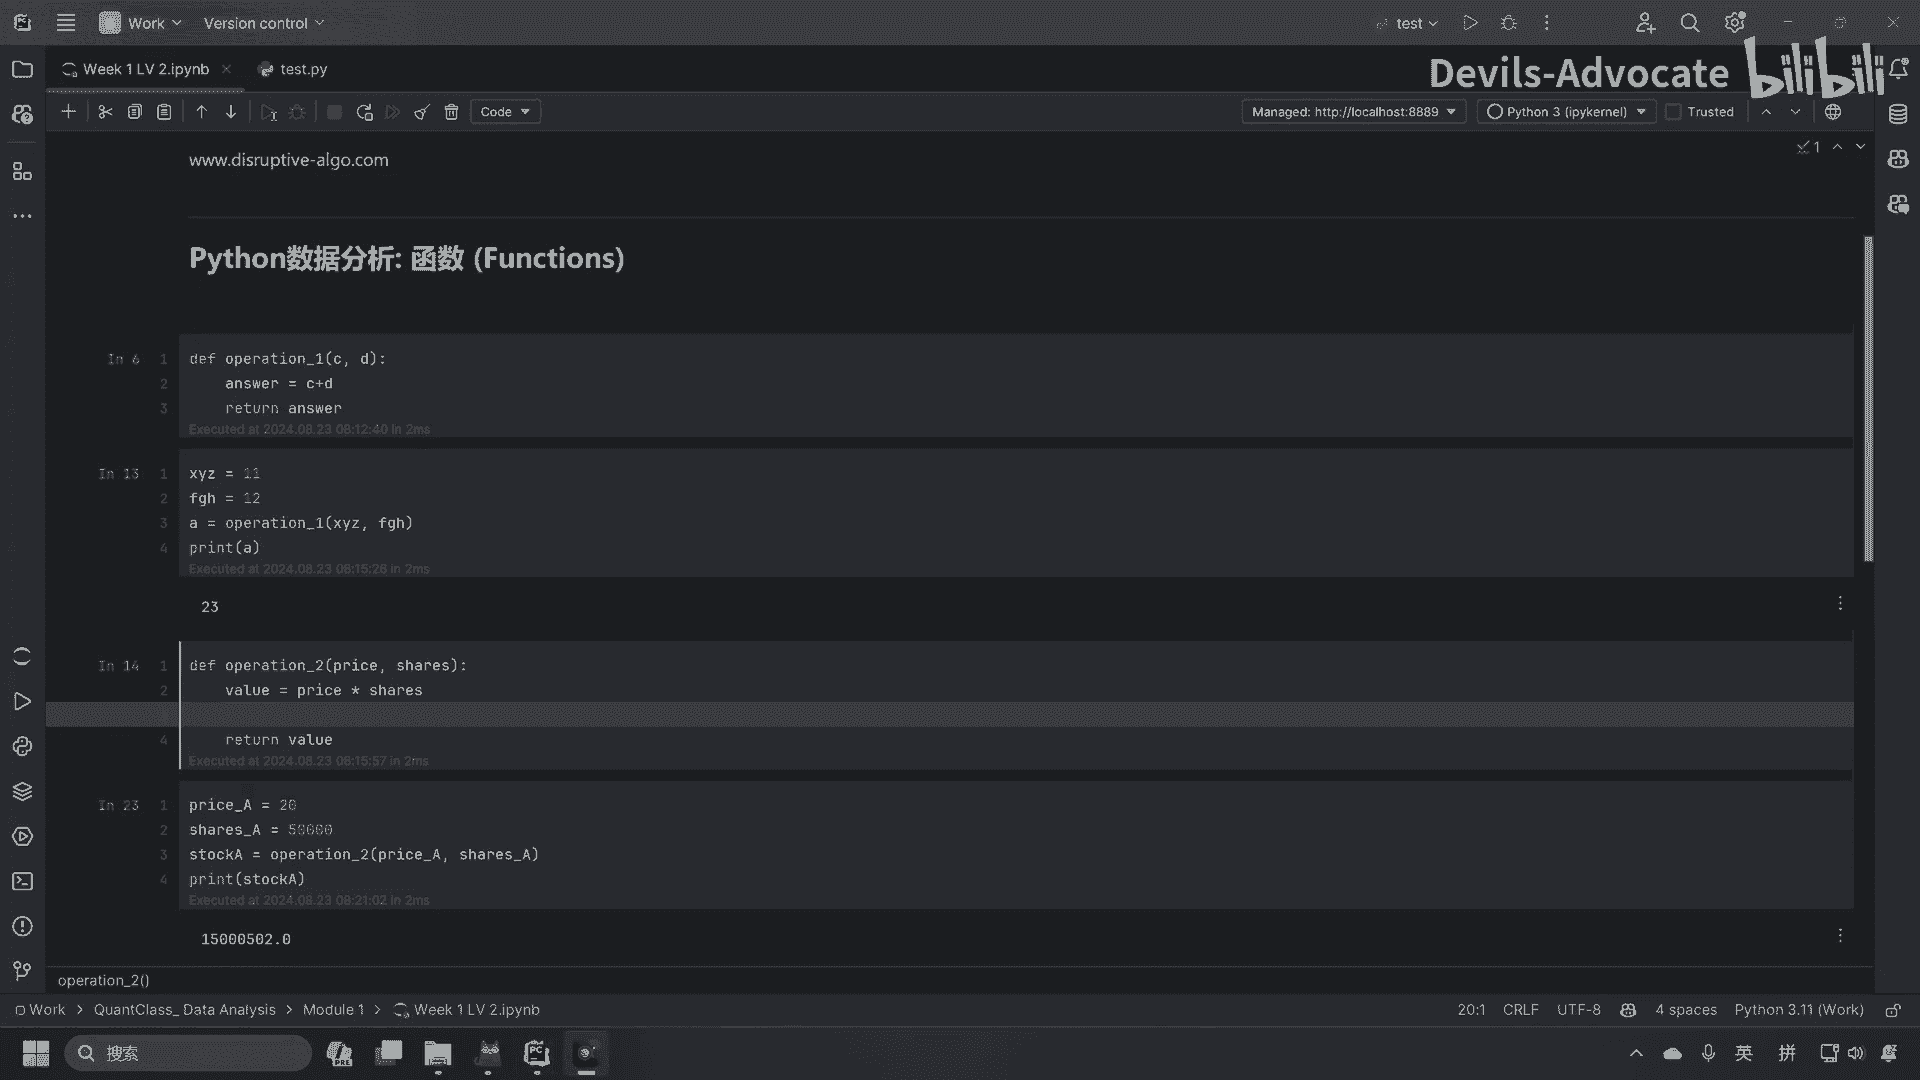 Work
Version control
test
Week 1 LV 2.ipynb
test.py
Devils-Advocate bilibili
Code
Managed: http://localhost:8889
Python 3 (ipykernel)
Trusted
www.disruptive-algo.com
1
Python数据分析: 函数 (Functions)
In 6
1 def operation_1(c, d):
2 answer = c+d
3 return answer
Executed at 2024.08.23 08:12:40 in 2ms
In 13
1 xyz = 11
2 fgh = 12
3 a = operation_1(xyz, fgh)
4 print(a)
Executed at 2024.08.23 08:15:26 in 2ms
23
In 14
1 def operation_2(price, shares):
2 value = price * shares
4 return value
Executed at 2024.08.23 08:15:57 in 2ms
In 23
1 price_A = 20
2 shares_A = 50000
3 stockA = operation_2(price_A, shares_A)
4 print(stockA)
Executed at 2024.08.23 08:21:02 in 2ms
15000502.0
operation_2()
Work > QuantClass_ Data Analysis > Module 1 > Week 1 LV 2.ipynb
20:1 CRLF UTF-8 4 spaces Python 3.11 (Work)
搜索
PRE
PC
英
拼